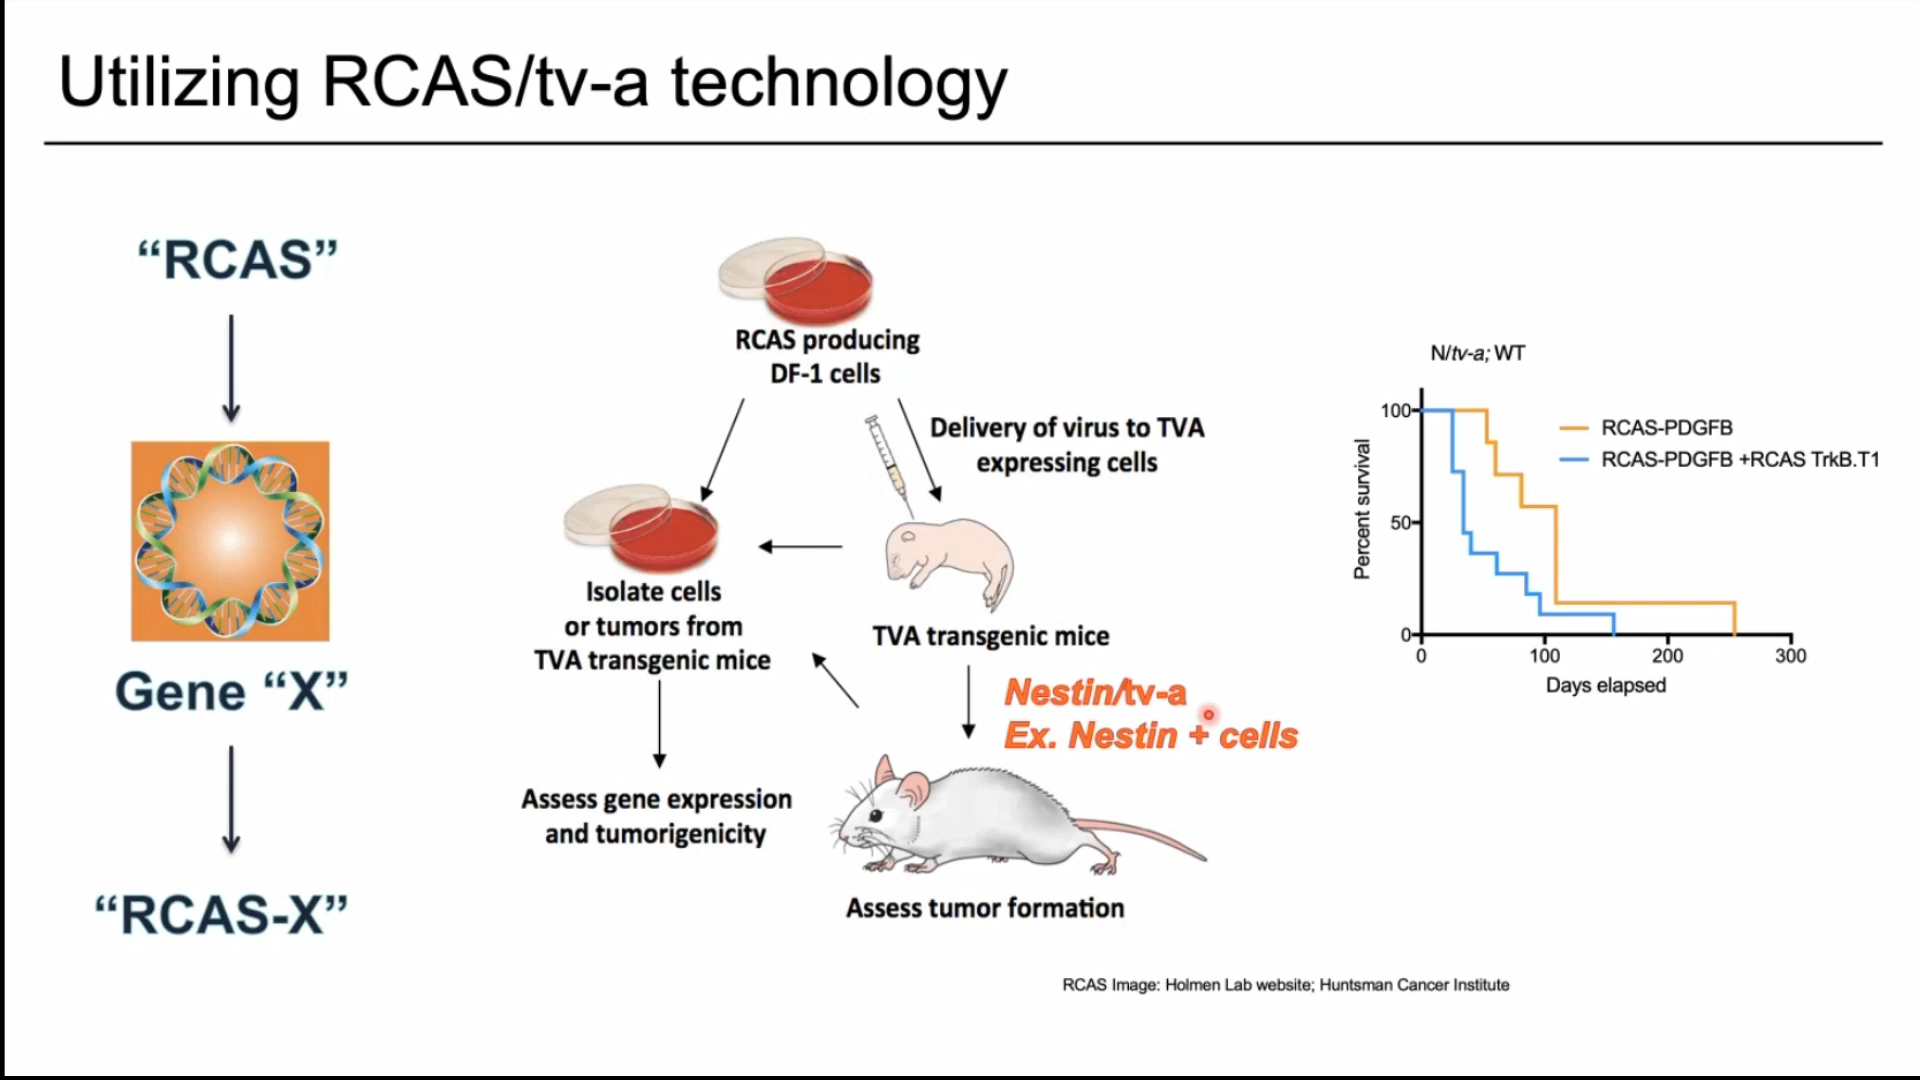 Utilizing RCAS/tv-a technology
“RCAS”
Gene “X”
“RCAS-X”
RCAS producing
DF-1 cells
Delivery of virus to TVA
expressing cells
Isolate cells
or tumors from
TVA transgenic mice
TVA transgenic mice
Nestin/tv-a
Ex. Nestin + cells
Assess gene expression
and tumorigenicity
Assess tumor formation
N/tv-a; WT
Percent survival
100
50
0
RCAS-PDGFB
RCAS-PDGFB +RCAS TrkB.T1
0 100 200 300
Days elapsed
RCAS Image: Holmen Lab website; Huntsman Cancer Institute